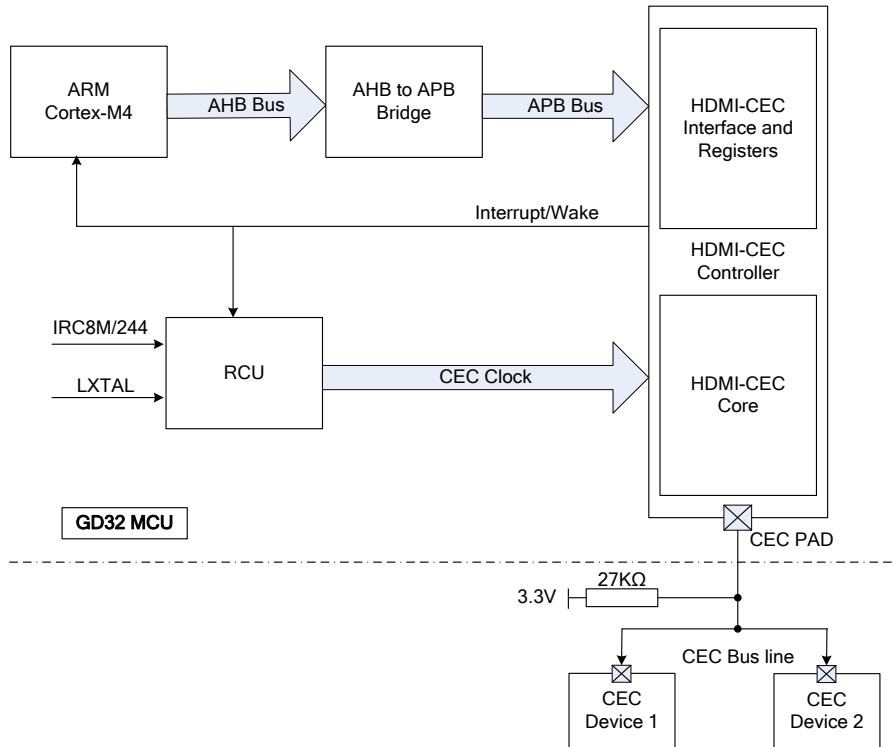 ARM
Cortex-M4
AHB Bus
AHB to APB
Bridge
APB Bus
HDMI-CEC
Interface and
Registers
Interrupt/Wake
HDMI-CEC
Controller
IRC8M/244
LXTAL
RCU
CEC Clock
HDMI-CEC
Core
GD32 MCU
CEC PAD
27KΩ
3.3V
CEC Bus line
CEC
Device 1
CEC
Device 2